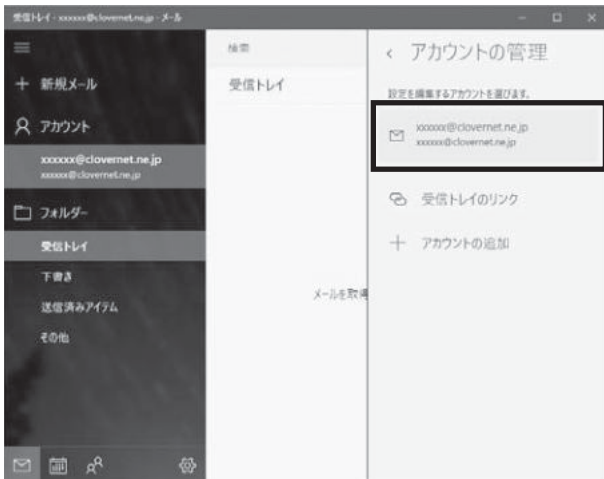 受信トレイ - xxxxxx@clovernet.ne.jp - メール
新規メール
アカウント
xxxxxx@clovernet.ne.jp
xxxxxx@clovernet.ne.jp
フォルダー
受信トレイ
下書き
送信済みアイテム
その他
検索
受信トレイ
メールを取得
アカウントの管理
設定を編集するアカウントを選びます。
xxxxxx@clovernet.ne.jp
xxxxxx@clovernet.ne.jp
受信トレイのリンク
アカウントの追加